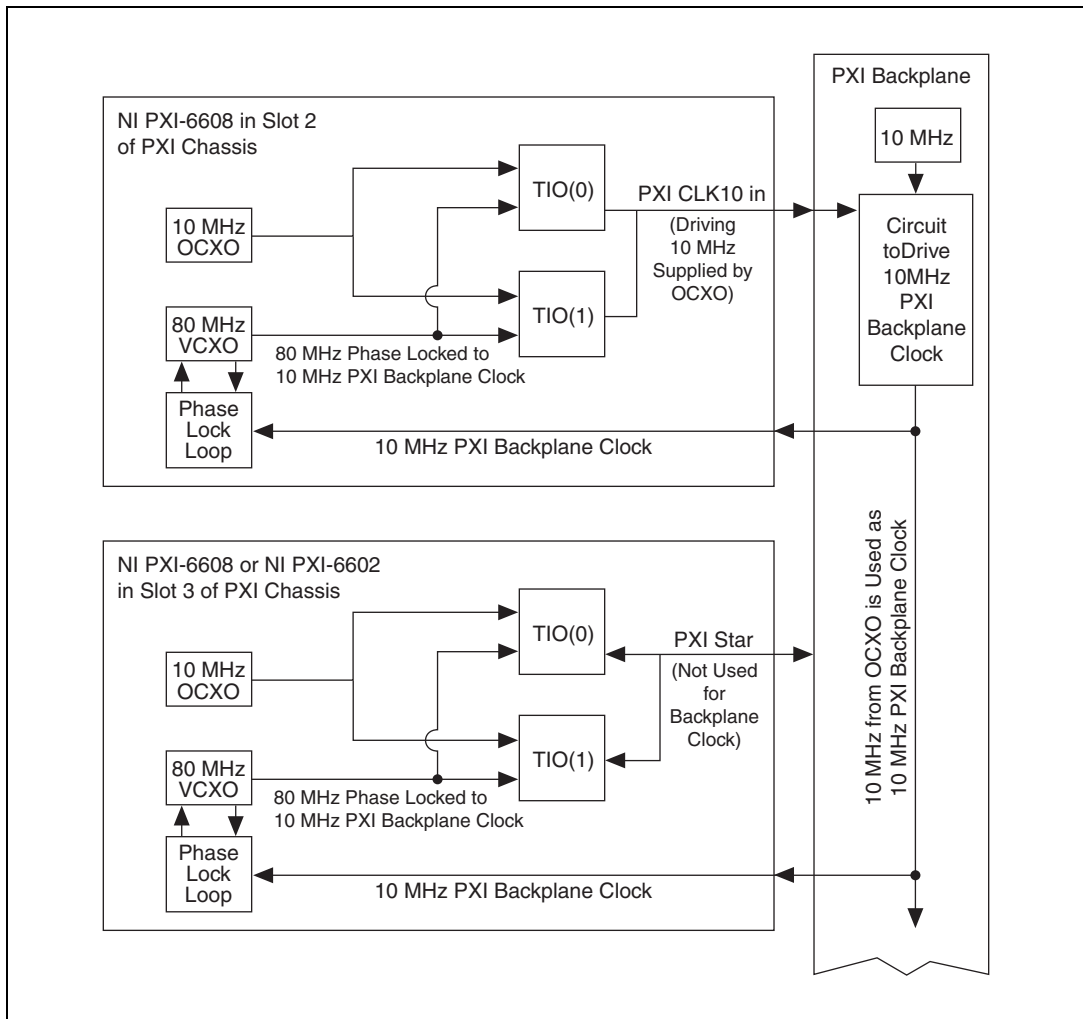 PXI Backplane
10 MHz
Circuit
toDrive
10MHz
PXI
Backplane
Clock
NI PXI-6608 in Slot 2
of PXI Chassis
10 MHz
OCXO
80 MHz
VCXO
Phase
Lock
Loop
TIO(0)
TIO(1)
PXI CLK10 in
(Driving
10 MHz
Supplied by
OCXO)
80 MHz Phase Locked to
10 MHz PXI Backplane Clock
10 MHz PXI Backplane Clock
NI PXI-6608 or NI PXI-6602
in Slot 3 of PXI Chassis
10 MHz
OCXO
80 MHz
VCXO
Phase
Lock
Loop
TIO(0)
TIO(1)
PXI Star
(Not Used
for
Backplane
Clock)
80 MHz Phase Locked to
10 MHz PXI Backplane Clock
10 MHz PXI Backplane Clock
10 MHz from OCXO is Used as
10 MHz PXI Backplane Clock